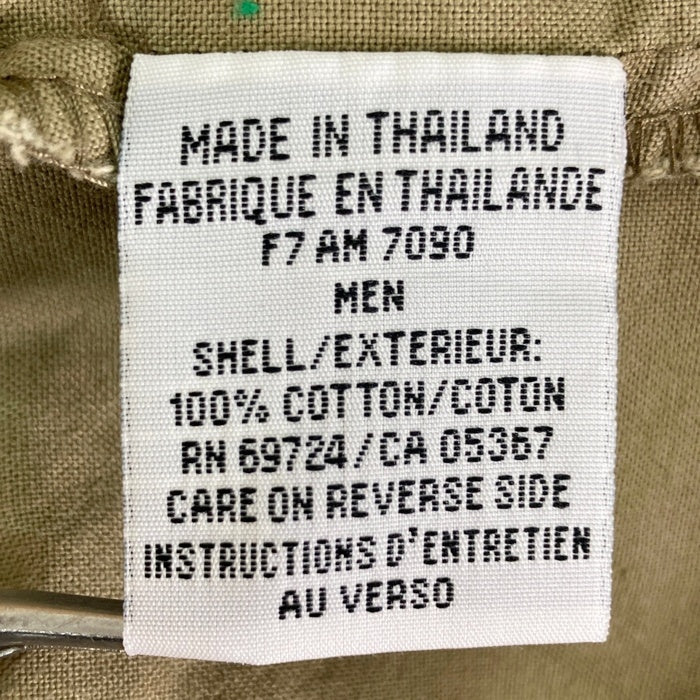 MADE IN THAILAND
FABRIQUE EN THAILANDE
F7 AM 7090
MEN
SHELL/EXTERIEUR:
100% COTTON/COTON
RN 69724/CA 05367
CARE ON REVERSE SIDE
INSTRUCTIONS D'ENTRETIEN
AU VERSO